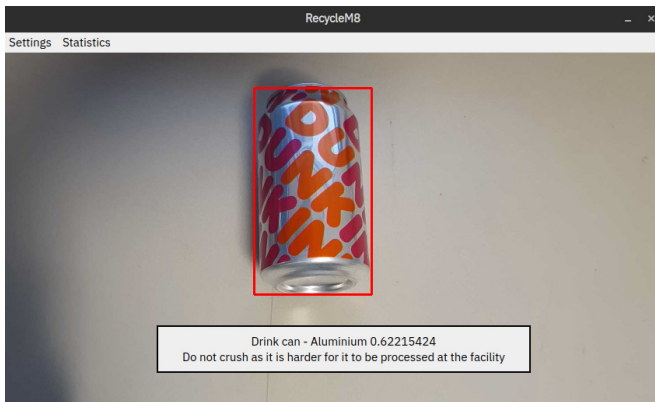 RecycleM8
Settings Statistics
DUNKIN
Drink can - Aluminium 0.62215424
Do not crush as it is harder for it to be processed at the facility